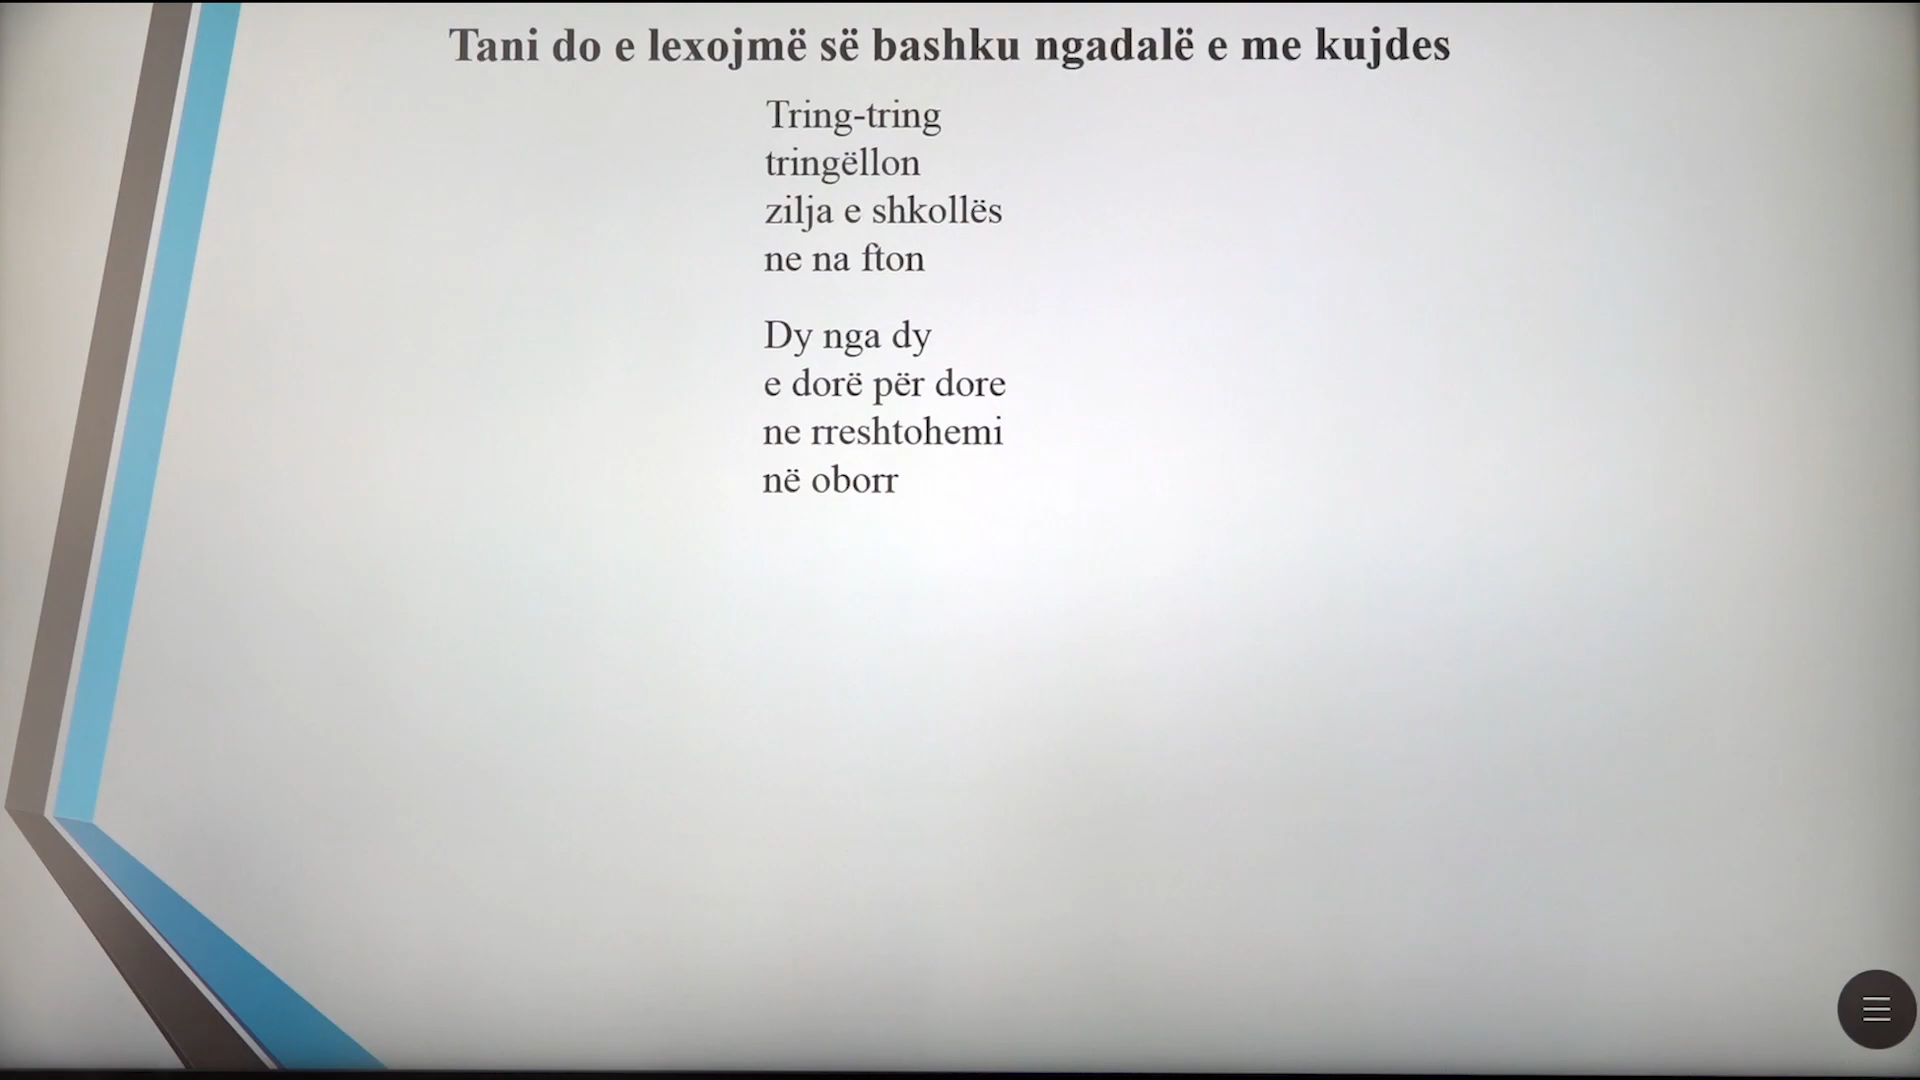 Tani do e lexojmë së bashku ngadalë e me kujdes
Tring-tring
tringëllon
zilja e shkollës
ne na fton
Dy nga dy
e dorë për dore
ne rreshtohemi
në oborr